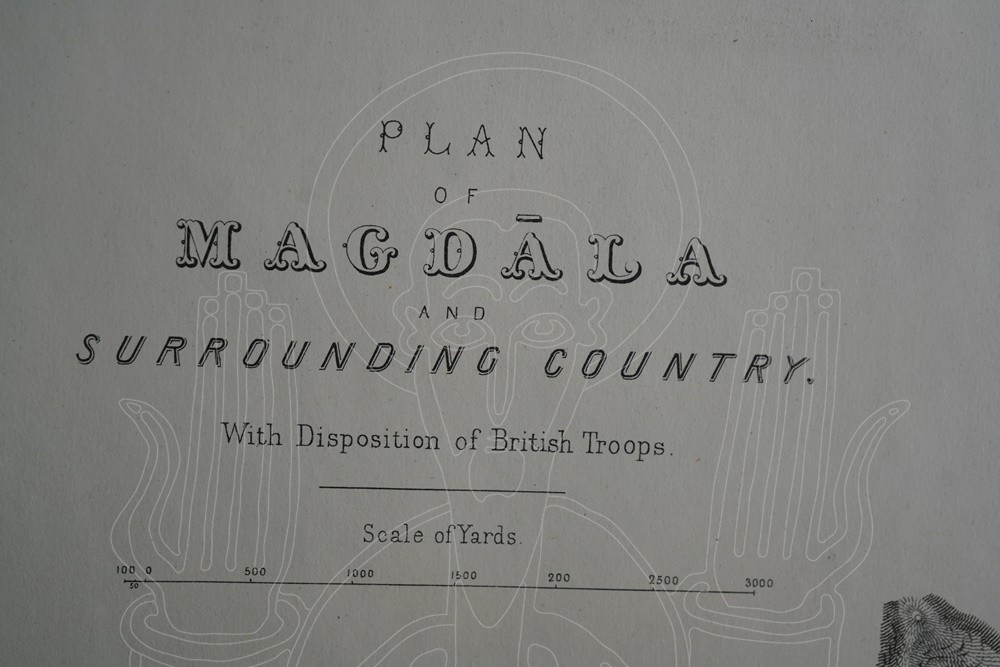 PLAN
OF
MAGDĀLA
AND
SURROUNDING COUNTRY.
With Disposition of British Troops.
Scale of Yards.
100 0 500 1000 1500 200 2500 3000
50